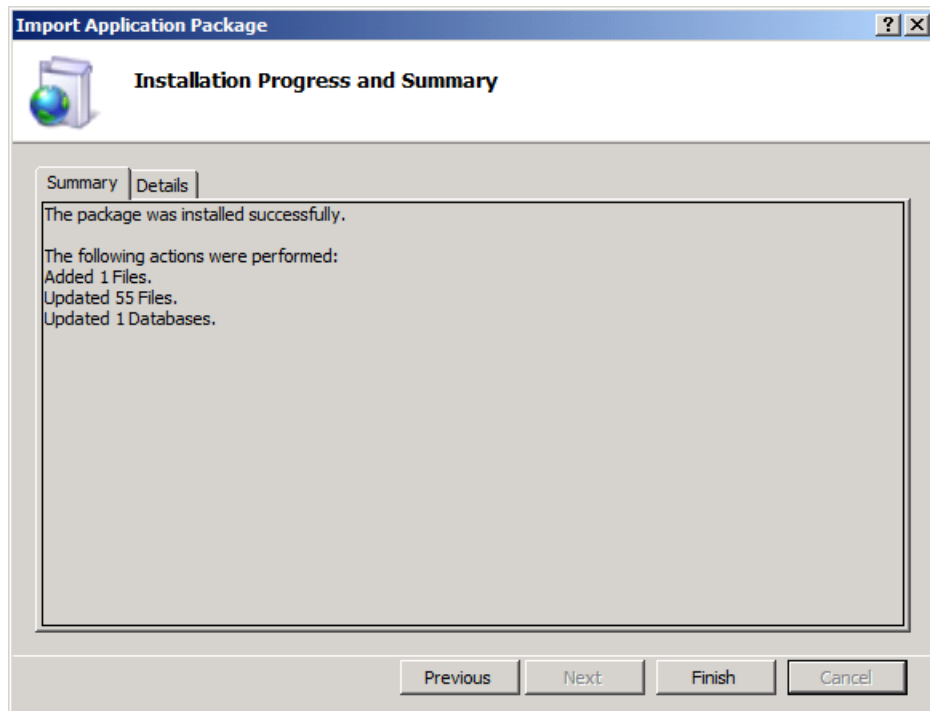 Import Application Package
Installation Progress and Summary
Summary
Details
The package was installed successfully.
The following actions were performed:
Added 1 Files.
Updated 55 Files.
Updated 1 Databases.
Previous
Next
Finish
Cancel